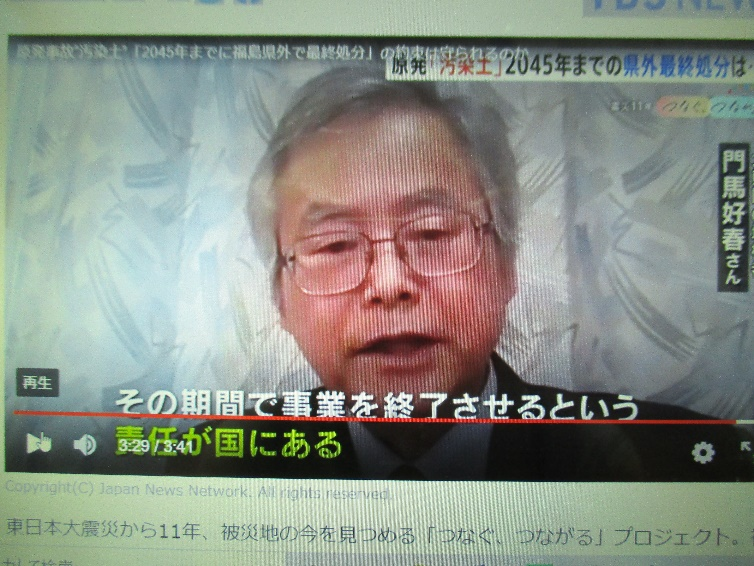 TBS NEWS
原発事故"汚染土"「2045年までに福島県外で最終処分」の約束は守られるのか
原発「汚染土」2045年までの県外最終処分は…
震災11年 つなぐ つなが
門馬好春さん
再生
その期間で事業を終了させるという
責任が国にある
3:29 / 3:41
Copyright(C) Japan News Network. All rights reserved.
東日本大震災から11年、被災地の今を見つめる「つなぐ、つながる」プロジェクト。